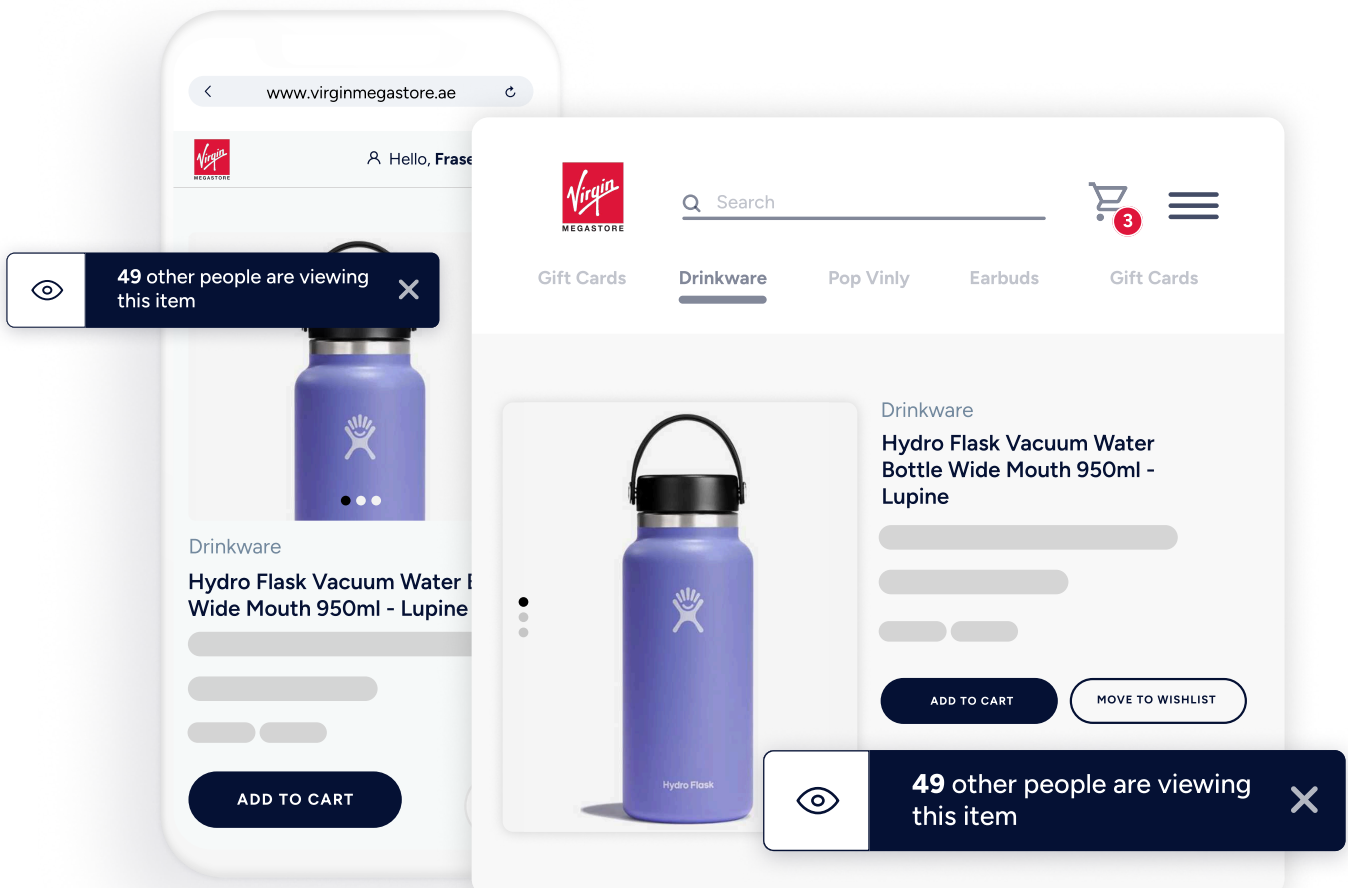 www.virginmegastore.ae
Virgin
MEGASTORE
Hello, Frase
49 other people are viewing
this item
Drinkware
Hydro Flask Vacuum Water B
Wide Mouth 950ml - Lupine
ADD TO CART
Virgin
MEGASTORE
Search
3
Gift Cards
Drinkware
Pop Vinly
Earbuds
Gift Cards
Hydro Flask
Drinkware
Hydro Flask Vacuum Water
Bottle Wide Mouth 950ml -
Lupine
ADD TO CART
MOVE TO WISHLIST
49 other people are viewing
this item